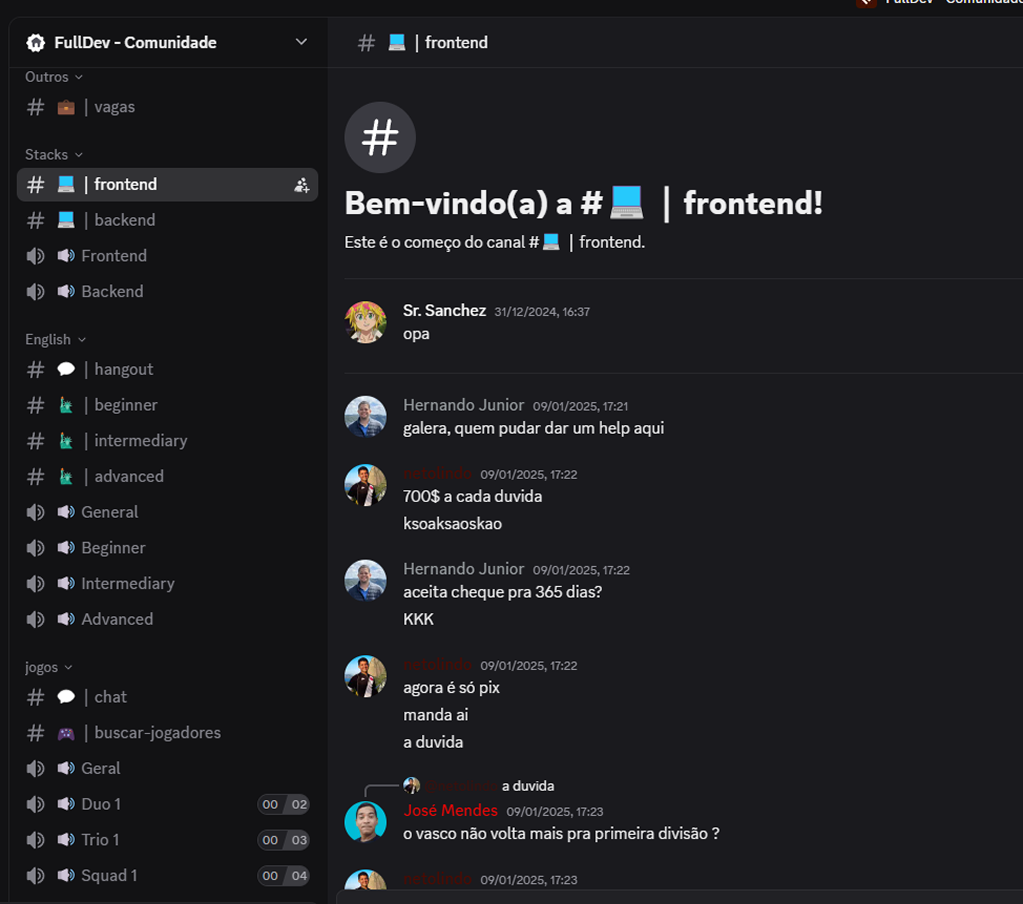 FullDev - Comunidade
FullDev - Comunidade
Outros
# | vagas
Stacks
# | frontend
# | backend
Frontend
Backend
English
# | hangout
# | beginner
# | intermediary
# | advanced
General
Beginner
Intermediary
Advanced
jogos
# | chat
# | buscar-jogadores
Geral
Duo 1 00 02
Trio 1 00 03
Squad 1 00 04
# | frontend
#
Bem-vindo(a) a # | frontend!
Este é o começo do canal # | frontend.
Sr. Sanchez 31/12/2024, 16:37
opa
Hernando Junior 09/01/2025, 17:21
galera, quem pudar dar um help aqui
09/01/2025, 17:22
700$ a cada duvida
ksoaksaoskao
Hernando Junior 09/01/2025, 17:22
aceita cheque pra 365 dias?
KKK
09/01/2025, 17:22
agora é só pix
manda ai
a duvida
a duvida
José Mendes 09/01/2025, 17:23
o vasco não volta mais pra primeira divisão ?
09/01/2025, 17:23